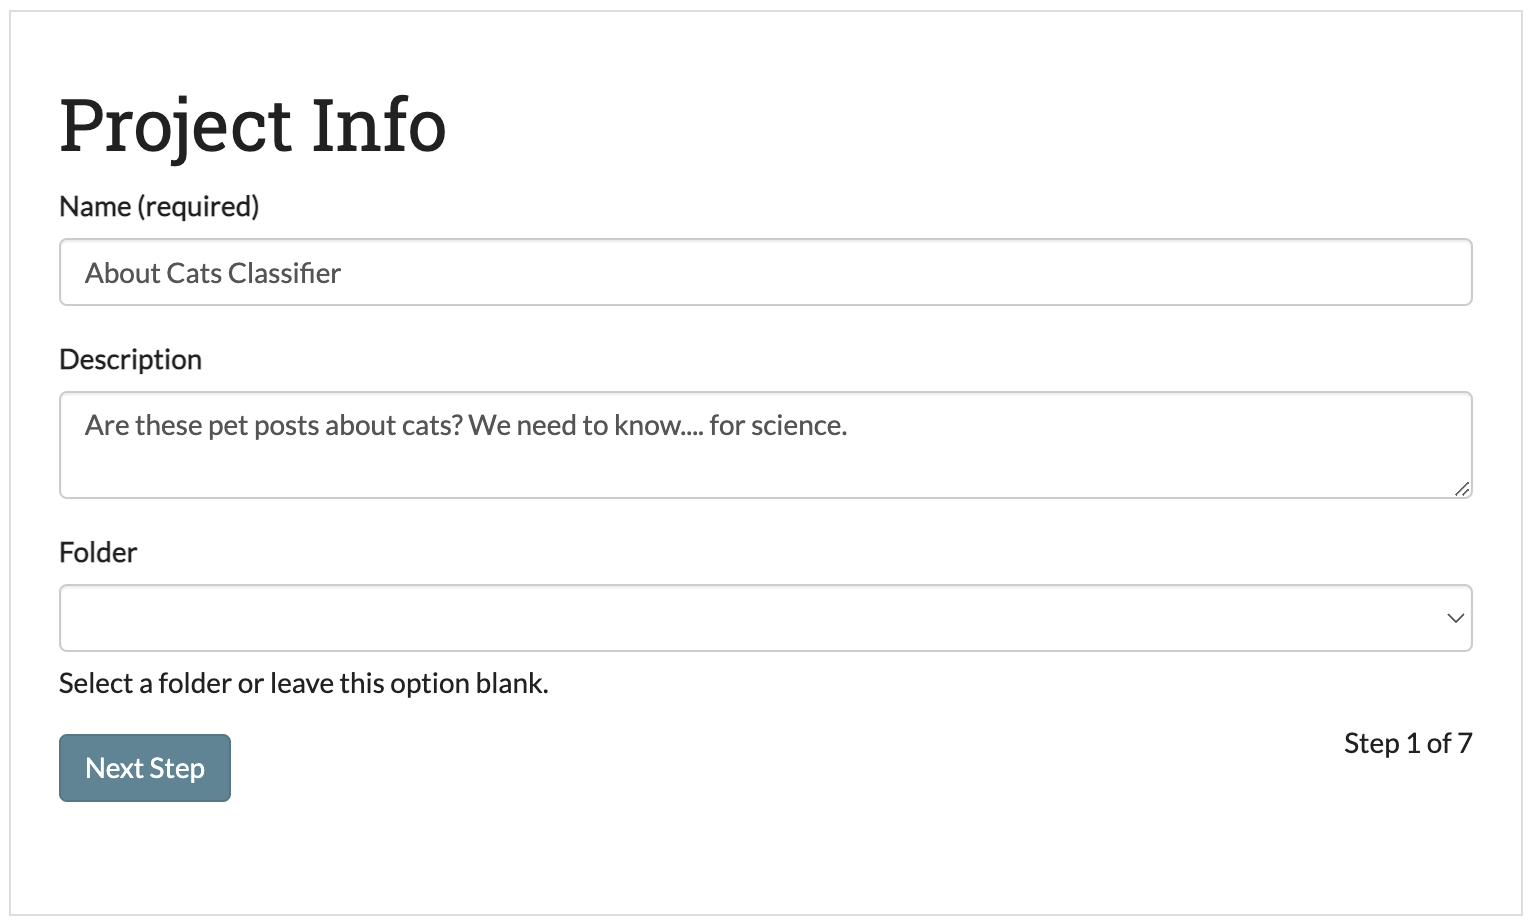 Project Info
Name (required)
About Cats Classifier
Description
Are these pet posts about cats? We need to know.... for science.
Folder
Select a folder or leave this option blank.
Step 1 of 7
Next Step